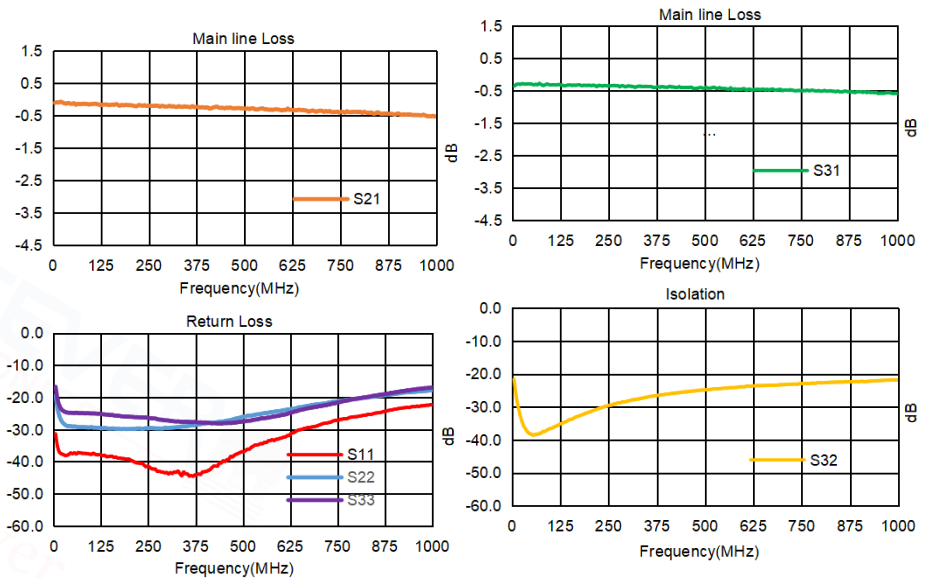 Main line Loss
1.5
0.5
-0.5
-1.5
-2.5
-3.5
-4.5
dB
S21
0 125 250 375 500 625 750 875 1000
Frequency(MHz)
Main line Loss
1.5
0.5
-0.5
-1.5
-2.5
-3.5
-4.5
...
dB
S31
0 125 250 375 500 625 750 875 1000
Frequency(MHz)
Return Loss
0.0
-10.0
-20.0
-30.0
-40.0
-50.0
-60.0
dB
S11
S22
S33
0 125 250 375 500 625 750 875 1000
Frequency(MHz)
Isolation
0.0
-10.0
-20.0
-30.0
-40.0
-50.0
-60.0
dB
S32
0 125 250 375 500 625 750 875 1000
Frequency(MHz)